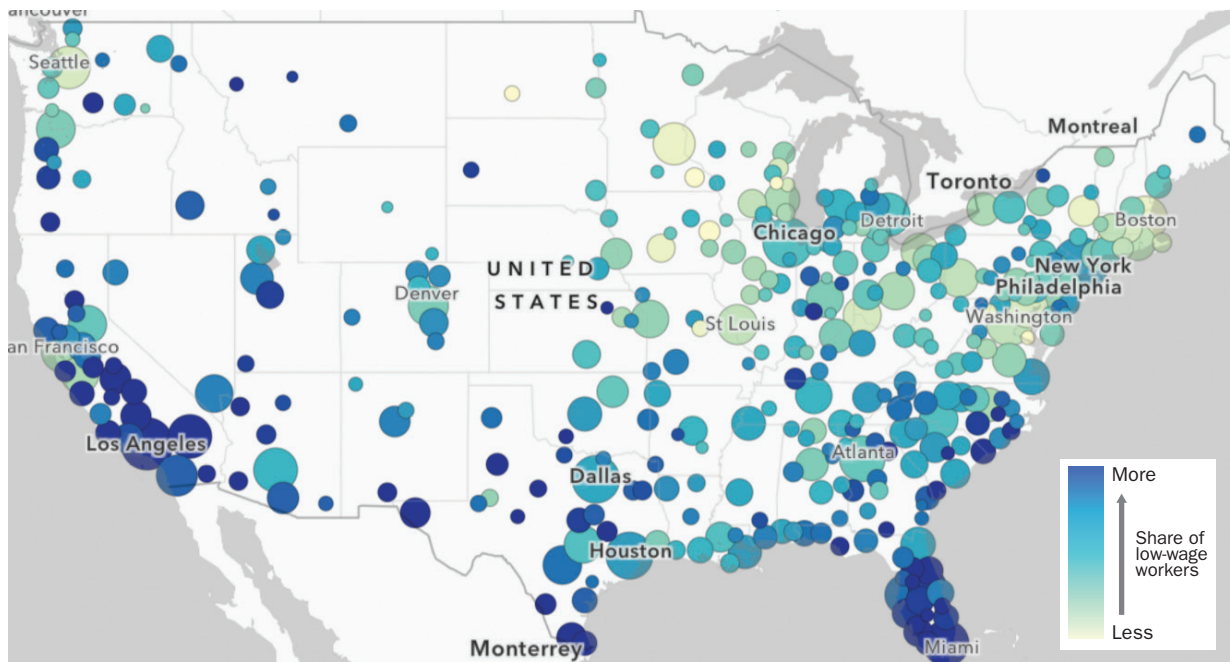 ancouver
Seattle
Montreal
Toronto
Boston
Detroit
Chicago
New York
UNITED
Philadelphia
Denver
STATES
Washington
St Louis
an Francisco
Los Angeles
Atlanta
Dallas
Houston
Miami
Monterrey
More
Share of
low-wage
workers
Less